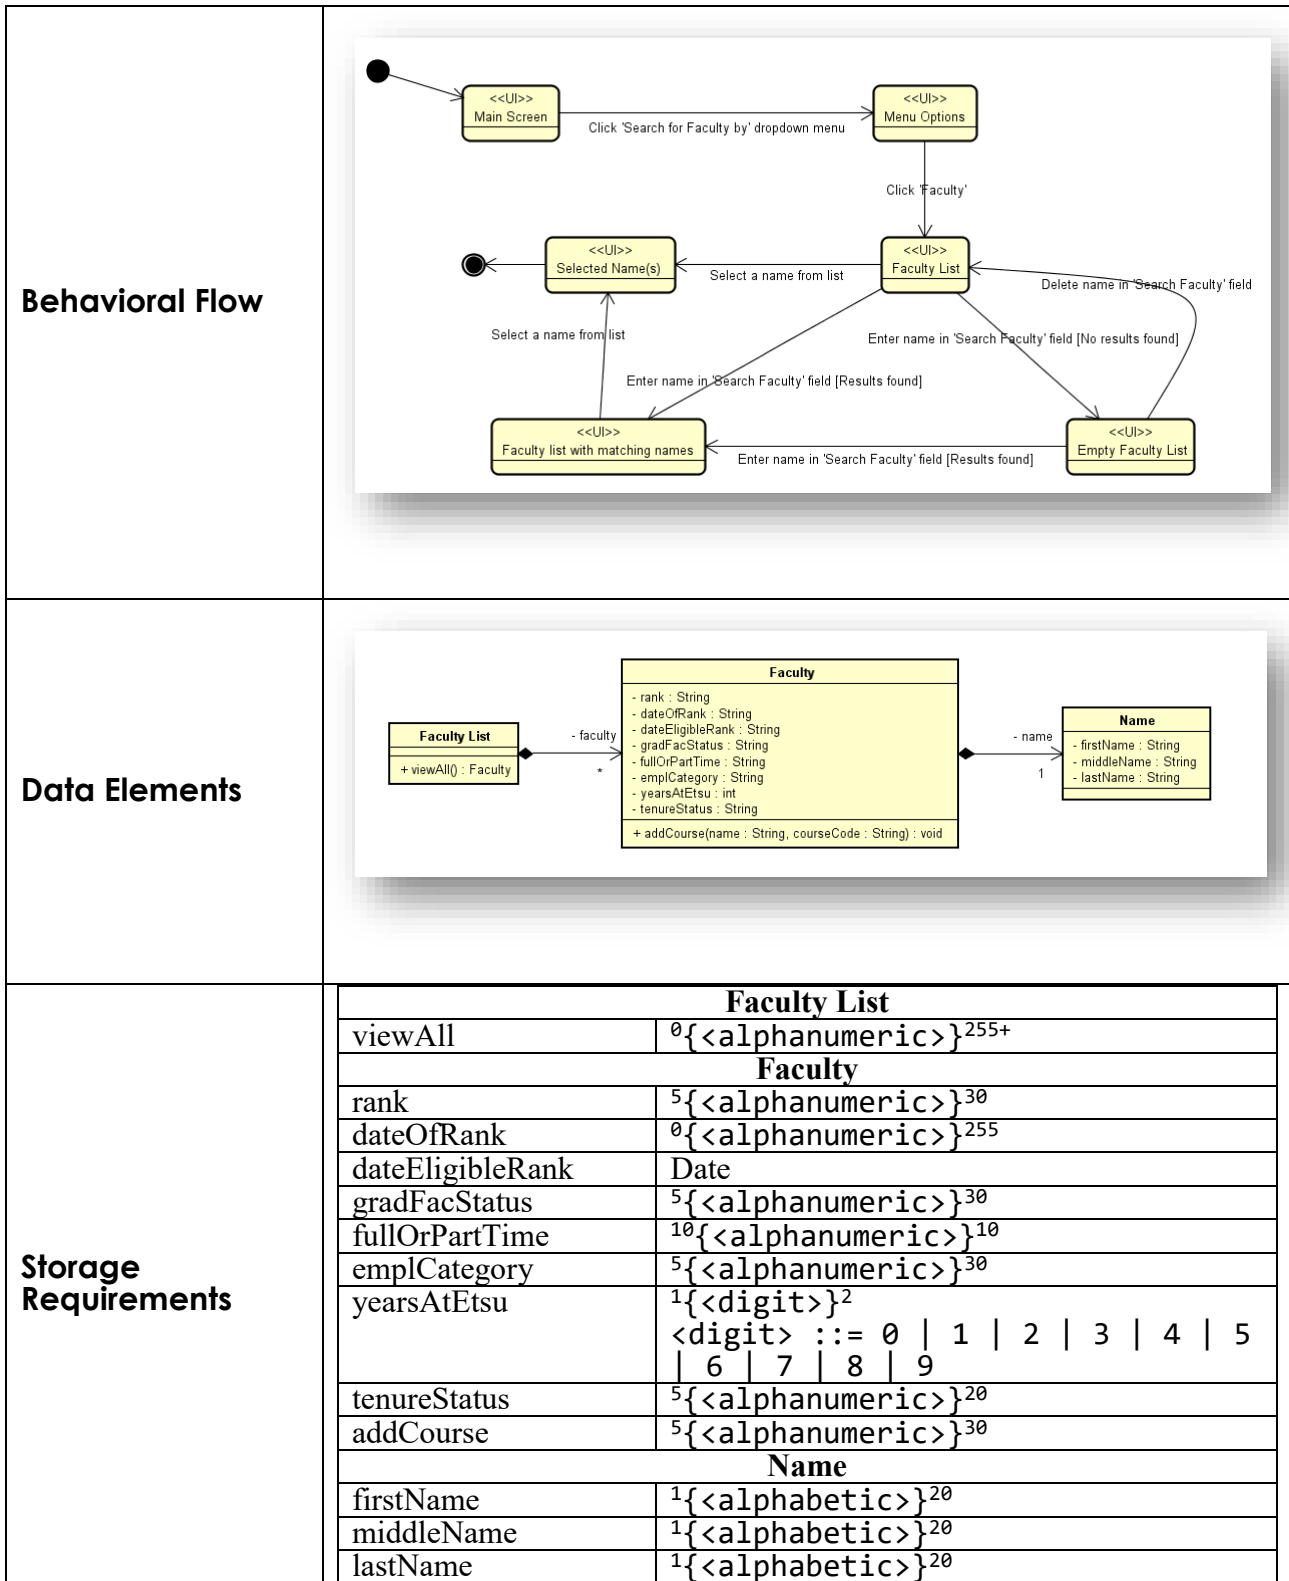 Behavioral Flow
<<UI>>
Main Screen
Click 'Search for Faculty by' dropdown menu
<<UI>>
Menu Options
Click 'Faculty'
<<UI>>
Selected Name(s)
Select a name from list
<<UI>>
Faculty List
Delete name in 'Search Faculty' field
Select a name from list
Enter name in 'Search Faculty' field [No results found]
Enter name in 'Search Faculty' field [Results found]
<<UI>>
Faculty list with matching names
Enter name in 'Search Faculty' field [Results found]
<<UI>>
Empty Faculty List
Data Elements
Faculty List
+ viewAll() : Faculty
- faculty
*
Faculty
- rank : String
- dateOfRank : String
- dateEligibleRank : String
- gradFacStatus : String
- fullOrPartTime : String
- emplCategory : String
- yearsAtEtsu : int
- tenureStatus : String
+ addCourse(name : String, courseCode : String) : void
- name
1
Name
- firstName : String
- middleName : String
- lastName : String
Storage
Requirements
Faculty List
viewAll ⁰{<alphanumeric>}²⁵⁵⁺
Faculty
rank ⁵{<alphanumeric>}³⁰
dateOfRank ⁰{<alphanumeric>}²⁵⁵
dateEligibleRank Date
gradFacStatus ⁵{<alphanumeric>}³⁰
fullOrPartTime ¹⁰{<alphanumeric>}¹⁰
emplCategory ⁵{<alphanumeric>}³⁰
yearsAtEtsu ¹{<digit>}²
<digit> ::= 0 | 1 | 2 | 3 | 4 | 5
| 6 | 7 | 8 | 9
tenureStatus ⁵{<alphanumeric>}²⁰
addCourse ⁵{<alphanumeric>}³⁰
Name
firstName ¹{<alphabetic>}²⁰
middleName ¹{<alphabetic>}²⁰
lastName ¹{<alphabetic>}²⁰